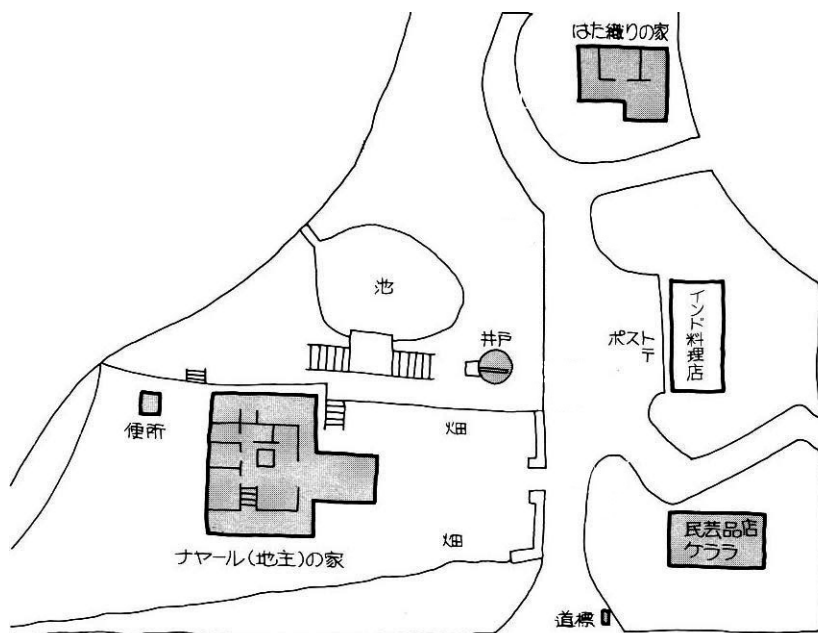 はた織りの家
池
井戸
ポスト
〒
インド料理店
便所
畑
畑
ナヤール(地主)の家
民芸品店
ケララ
道標